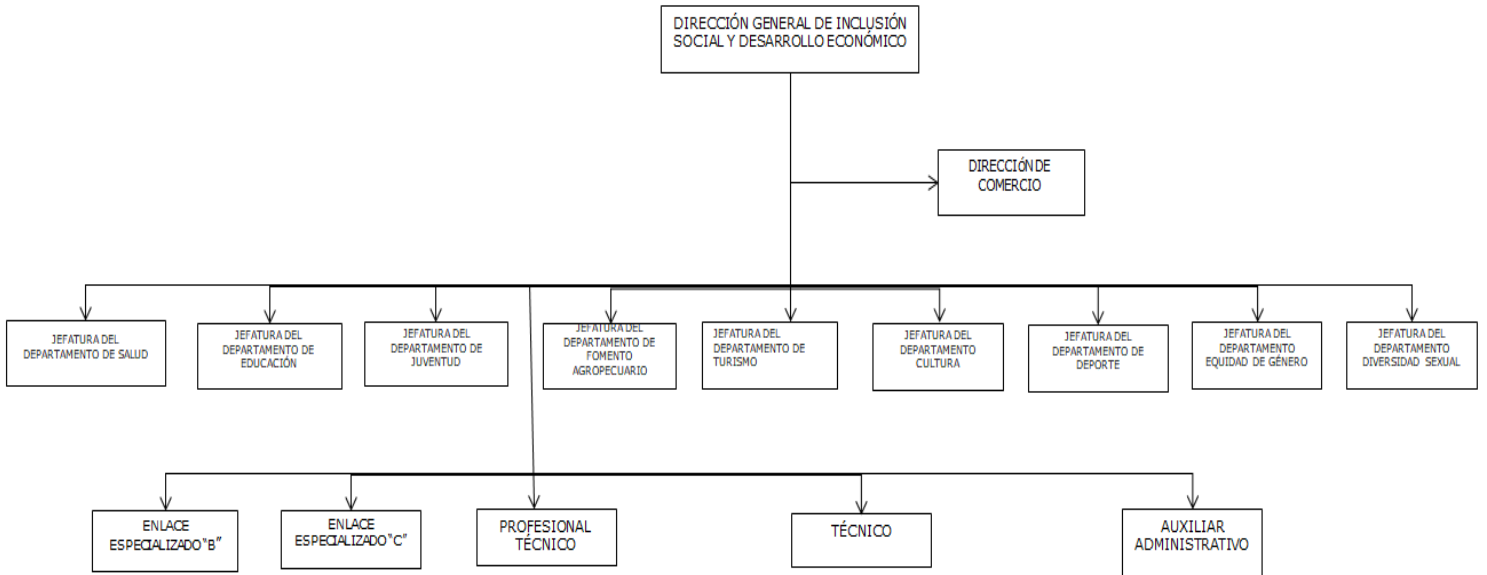 DIRECCIÓN GENERAL DE INCLUSIÓN
SOCIAL Y DESARROLLO ECONÓMICO
DIRECCIÓN DE
COMERCIO
JEFATURA DEL
DEPARTAMENTO DE SALUD
JEFATURA DEL
DEPARTAMENTO DE
EDUCACIÓN
JEFATURA DEL
DEPARTAMENTO DE
JUVENTUD
JEFATURA DEL
DEPARTAMENTO DE
FOMENTO
AGROPECUARIO
JEFATURA DEL
DEPARTAMENTO DE
TURISMO
JEFATURA DEL
DEPARTAMENTO
CULTURA
JEFATURA DEL
DEPARTAMENTO DE
DEPORTE
JEFATURA DEL
DEPARTAMENTO
EQUIDAD DE GÉNERO
JEFATURA DEL
DEPARTAMENTO
DIVERSIDAD SEXUAL
ENLACE
ESPECIALIZADO "B"
ENLACE
ESPECIALIZADO "C"
PROFESIONAL
TÉCNICO
TÉCNICO
AUXILIAR
ADMINISTRATIVO